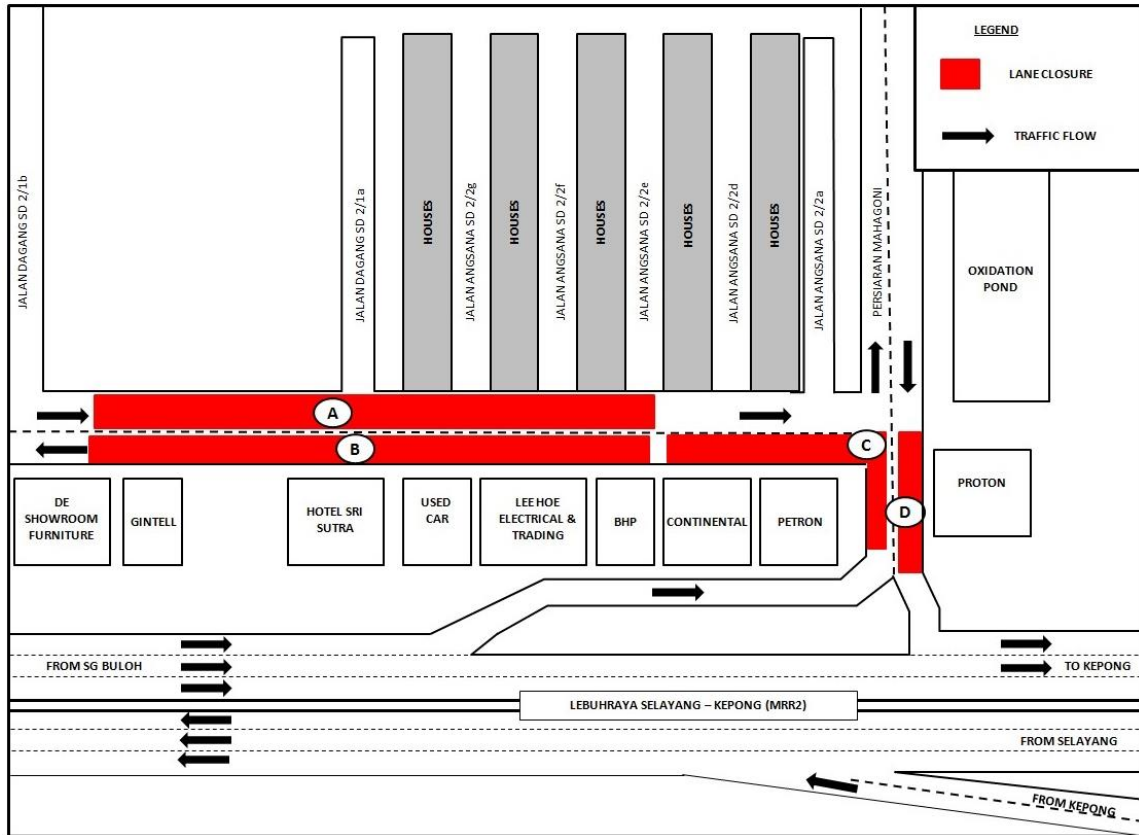 LEGEND
LANE CLOSURE
TRAFFIC FLOW
JALAN DAGANG SD 2/1b
JALAN DAGANG SD 2/1a
HOUSES
JALAN ANGSANA SD 2/2g
HOUSES
JALAN ANGSANA SD 2/2f
HOUSES
JALAN ANGSANA SD 2/2e
HOUSES
JALAN ANGSANA SD 2/2d
HOUSES
JALAN ANGSANA SD 2/2a
PERSIARAN MAHAGONI
OXIDATION
POND
A
B
C
D
DE
SHOWROOM
FURNITURE
GINTELL
HOTEL SRI
SUTRA
USED
CAR
LEE HOE
ELECTRICAL &
TRADING
BHP
CONTINENTAL
PETRON
PROTON
FROM SG BULOH
TO KEPONG
LEBUHRAYA SELAYANG – KEPONG (MRR2)
FROM SELAYANG
FROM KEPONG